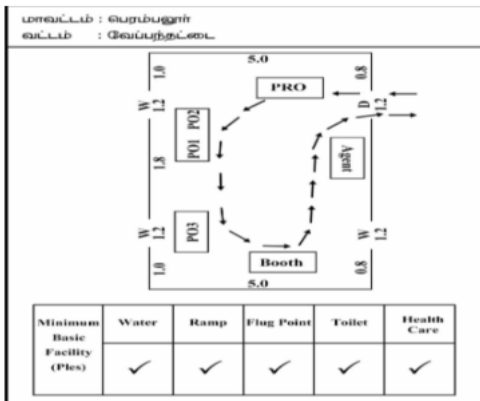 மாவட்டம் : பெரம்பலூர்
வட்டம் : வேப்பந்தட்டை
5.0
1.0
0.8
PRO
W
1.2
D
1.2
PO1 PO2
Agent
1.8
W
1.2
PO3
W
1.2
1.0
Booth
0.8
5.0
Minimum Basic Facility (Ples)
Water
Ramp
Flug Point
Toilet
Health Care
✓ ✓ ✓ ✓ ✓